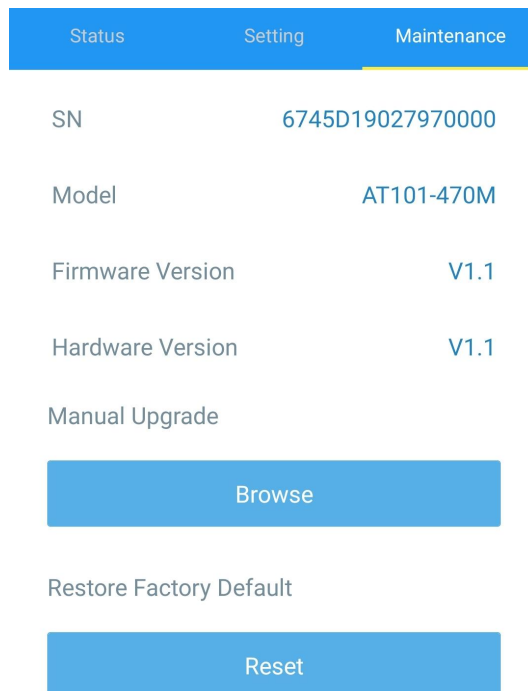 Status Setting Maintenance
SN 6745D19027970000
Model AT101-470M
Firmware Version V1.1
Hardware Version V1.1
Manual Upgrade
Browse
Restore Factory Default
Reset